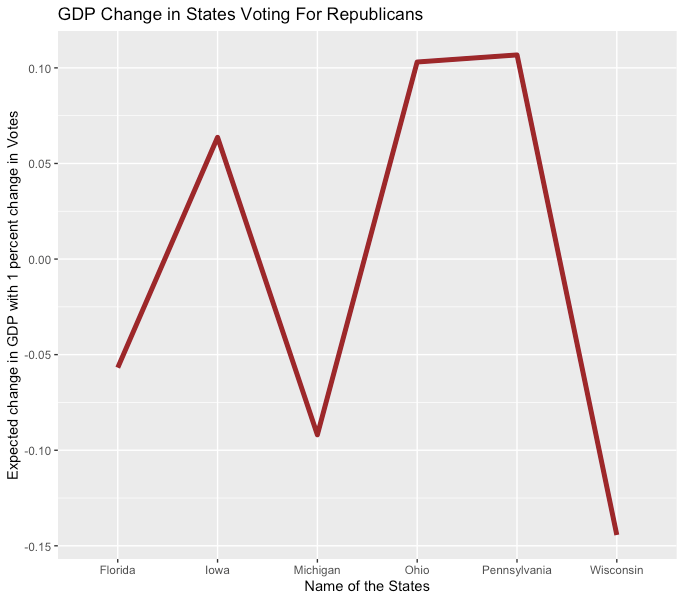 GDP Change in States Voting For Republicans
Expected change in GDP with 1 percent change in Votes
0.10
0.05
0.00
-0.05
-0.10
-0.15
Florida Iowa Michigan Ohio Pennsylvania Wisconsin
Name of the States